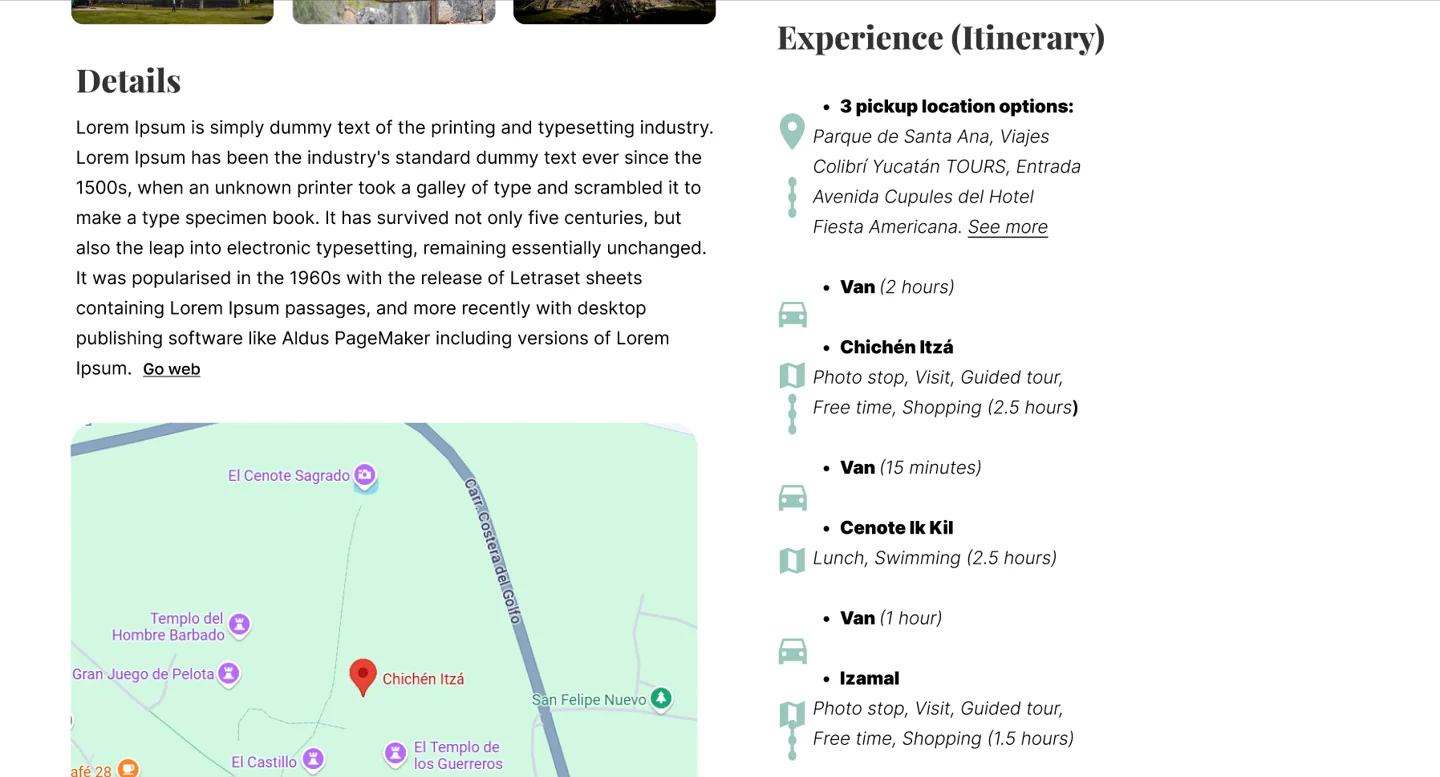 Details
Lorem Ipsum is simply dummy text of the printing and typesetting industry.
Lorem Ipsum has been the industry's standard dummy text ever since the
1500s, when an unknown printer took a galley of type and scrambled it to
make a type specimen book. It has survived not only five centuries, but
also the leap into electronic typesetting, remaining essentially unchanged.
It was popularised in the 1960s with the release of Letraset sheets
containing Lorem Ipsum passages, and more recently with desktop
publishing software like Aldus PageMaker including versions of Lorem
Ipsum. Go web
El Cenote Sagrado
Carr. Costera del Golfo
Templo del
Hombre Barbado
Gran Juego de Pelota
Chichén Itzá
San Felipe Nuevo
El Castillo
El Templo de
los Guerreros
afé 28
Experience (Itinerary)
• 3 pickup location options:
Parque de Santa Ana, Viajes
Colibrí Yucatán TOURS, Entrada
Avenida Cupules del Hotel
Fiesta Americana. See more
• Van (2 hours)
• Chichén Itzá
Photo stop, Visit, Guided tour,
Free time, Shopping (2.5 hours)
• Van (15 minutes)
• Cenote Ik Kil
Lunch, Swimming (2.5 hours)
• Van (1 hour)
• Izamal
Photo stop, Visit, Guided tour,
Free time, Shopping (1.5 hours)